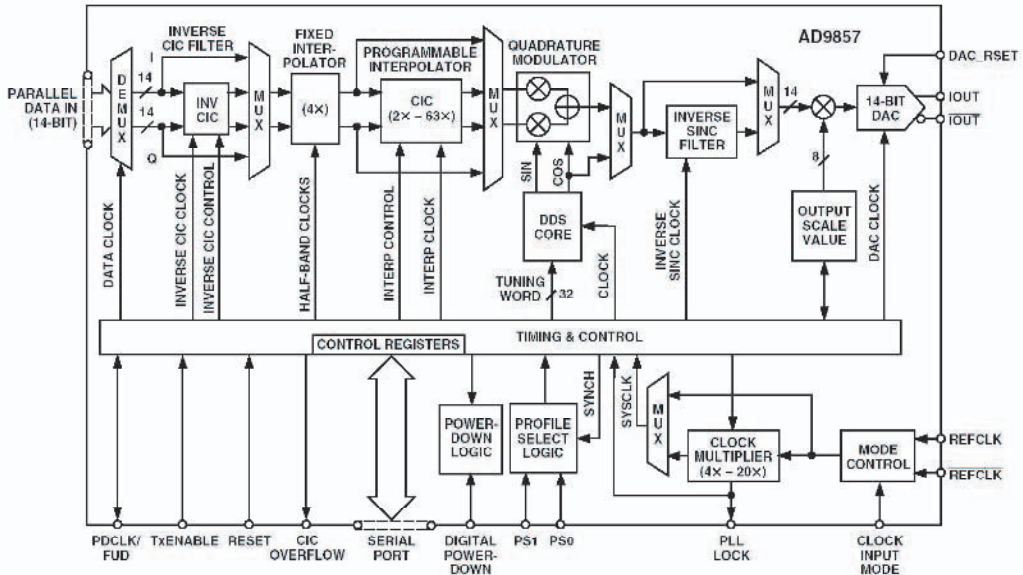 AD9857
INVERSE
CIC FILTER
FIXED
INTER-
POLATOR
PROGRAMMABLE
INTERPOLATOR
QUADRATURE
MODULATOR
DAC_RSET
PARALLEL
DATA IN
(14-BIT)
DEMUX
I
14
14
Q
INV
CIC
MUX
(4×)
CIC
(2× – 63×)
MUX
MUX
INVERSE
SINC
FILTER
MUX
14
14-BIT
DAC
IOUT
IOUT
8
SIN
COS
DDS
CORE
OUTPUT
SCALE
VALUE
DATA CLOCK
INVERSE CIC CLOCK
INVERSE CIC CONTROL
HALF-BAND CLOCKS
INTERP CONTROL
INTERP CLOCK
TUNING
WORD
32
CLOCK
INVERSE
SINC CLOCK
DAC CLOCK
TIMING & CONTROL
CONTROL REGISTERS
POWER-
DOWN
LOGIC
PROFILE
SELECT
LOGIC
SYNCH
SYSCLK
MUX
CLOCK
MULTIPLIER
(4× – 20×)
MODE
CONTROL
REFCLK
REFCLK
PDCLK/
FUD
TxENABLE
RESET
CIC
OVERFLOW
SERIAL
PORT
DIGITAL
POWER-
DOWN
PS1
PS0
PLL
LOCK
CLOCK
INPUT
MODE